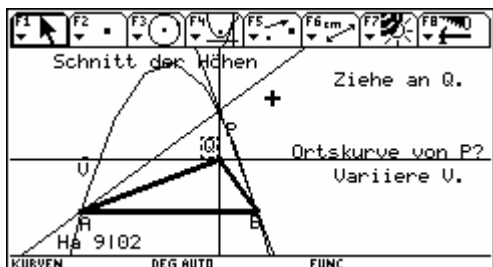 F1 F2 F3 F4 F5 F6 cm F7 F8
Schnitt der Höhen
Ziehe an Q.
P
Q
Ortskurve von P?
U
Variiere V.
A B
Ha 9102
KURVEN DEG AUTO FUNC